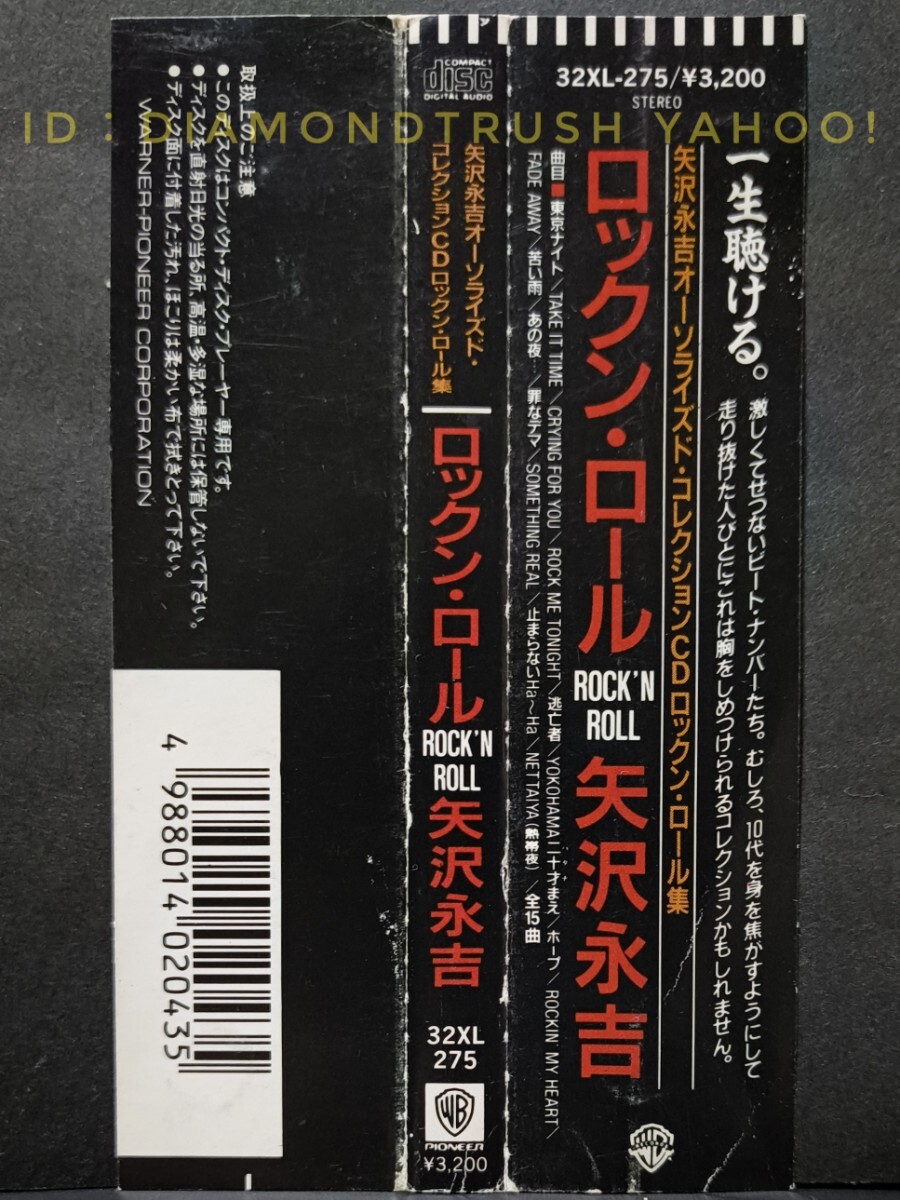 ID:DIAMONDTRUSH YAHOO!
32XL-275/¥3,200
STEREO
一生聴ける。
激しくてせつないビート・ナンバーたち。むしろ、10代を身を焦がすようにして
走り抜けた人びとにこれは胸をしめつけられるコレクションかもしれません。
矢沢永吉オーソライズド・コレクションCDロックン・ロール集
ロックン・ロール ROCK'N ROLL 矢沢永吉
曲目■東京ナイト/TAKE IT TIME/CRYING FOR YOU/ROCK ME TONIGHT/逃亡者/YOKOHAMA二十才まえ/ホープ/ROCKIN MY HEART/
FADE AWAY/苦い雨/あの夜…/罪なテマ/SOMETHING REAL/止まらないHa〜Ha/NETTAIYA(熱帯夜)/全15曲
WB RECORDS
COMPACT
disc
DIGITAL AUDIO
矢沢永吉オーソライズド・
コレクションCDロックン・ロール集
ロックン・ロール ROCK'N ROLL 矢沢永吉
32XL
275
WB
PIONEER
¥3,200
取扱上のご注意
●このディスクはコンパクト・ディスク・プレーヤー専用です。
●ディスクを直射日光の当る所、高温・多湿な場所には保管しないで下さい。
●ディスク面に付着した汚れ、ほこりは柔かい布で拭きとって下さい。
WARNER-PIONEER CORPORATION
4 988014 020435